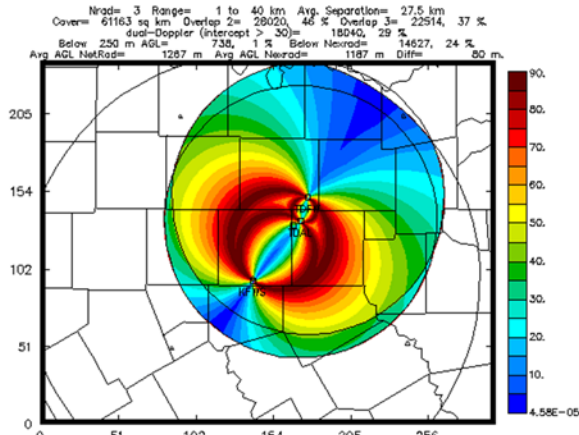 Nrad= 3 Range= 1 to 40 km Avg. Separation= 27.5 km
Cover= 61163 sq km Overlap 2= 28020, 46 % Overlap 3= 22514, 37 %.
dual-Doppler (intercept > 30)= 18040, 29 %
Below 250 m AGL= 738, 1 % Below Nexrad= 14627, 24 %
Avg AGL NetRad= 1287 m Avg AGL Nexrad= 1187 m Diff= 80 m.
205
154
102
51
0
0 51 102 154 205 256
KFWS
90.
80.
70.
60.
50.
40.
30.
20.
10.
4.58E-05